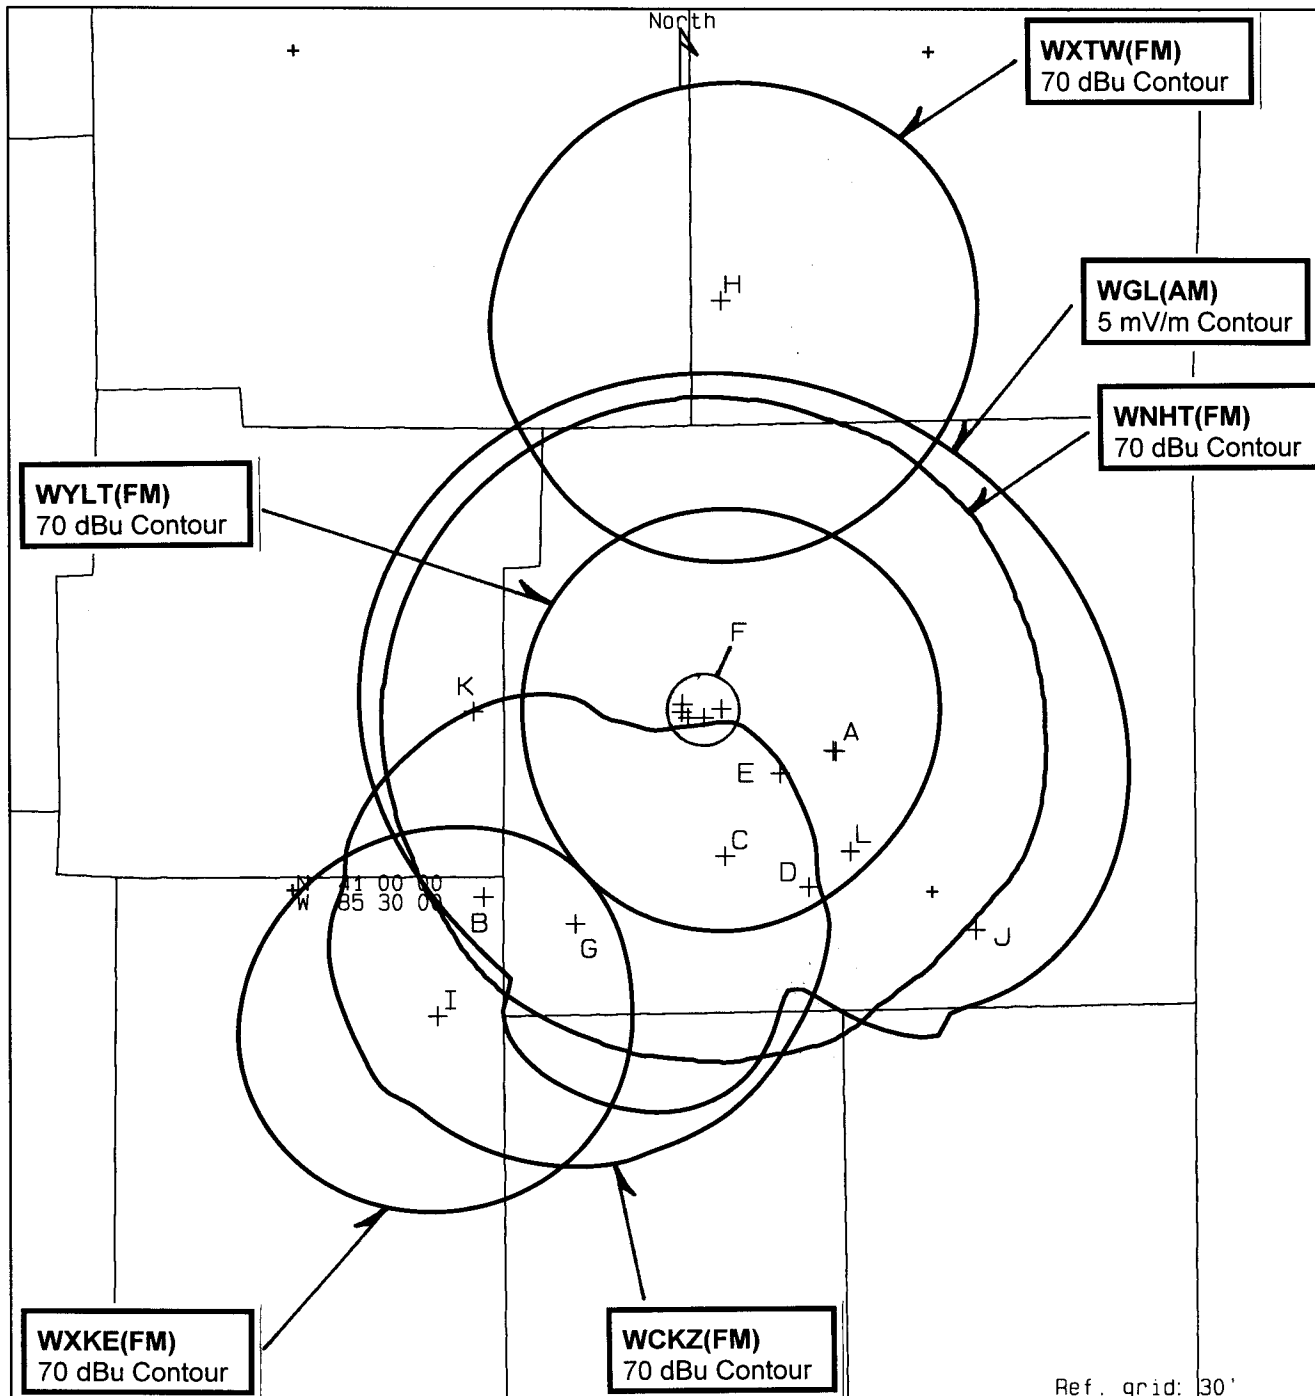 North
WXTW(FM)
70 dBu Contour
H
WGL(AM)
5 mV/m Contour
WNHT(FM)
70 dBu Contour
WYLT(FM)
70 dBu Contour
F
K
A
E
C
L
D
N 41 00 00
W 85 30 00
B
G
J
I
WXKE(FM)
70 dBu Contour
WCKZ(FM)
70 dBu Contour
Ref. grid: 30'